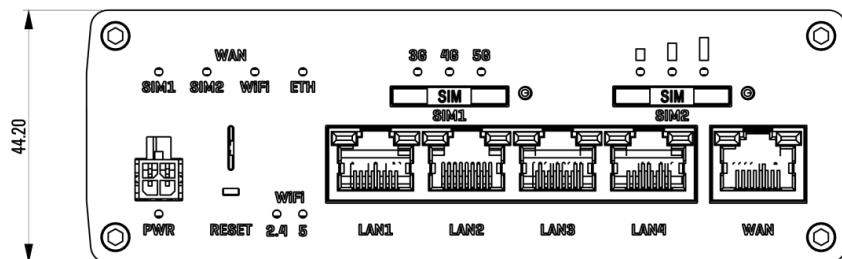 WAN
3G 4G 5G
SIM1 SIM2 WiFi ETH
SIM SIM
SIM1 SIM2
44.20
WiFi
PWR RESET 2.4 5 LAN1 LAN2 LAN3 LAN4 WAN